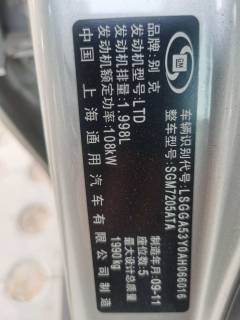 品牌:别克
发动机型号:LTD
发动机排量:1.998L
发动机额定功率:108kW
中国 上海通用汽车有限公司制造
车辆识别代号:LSGGA53Y0AH068016
整车型号:SGM7205ATA
制造年月:09-11
座位数:5
最大设计总质量
1990kg